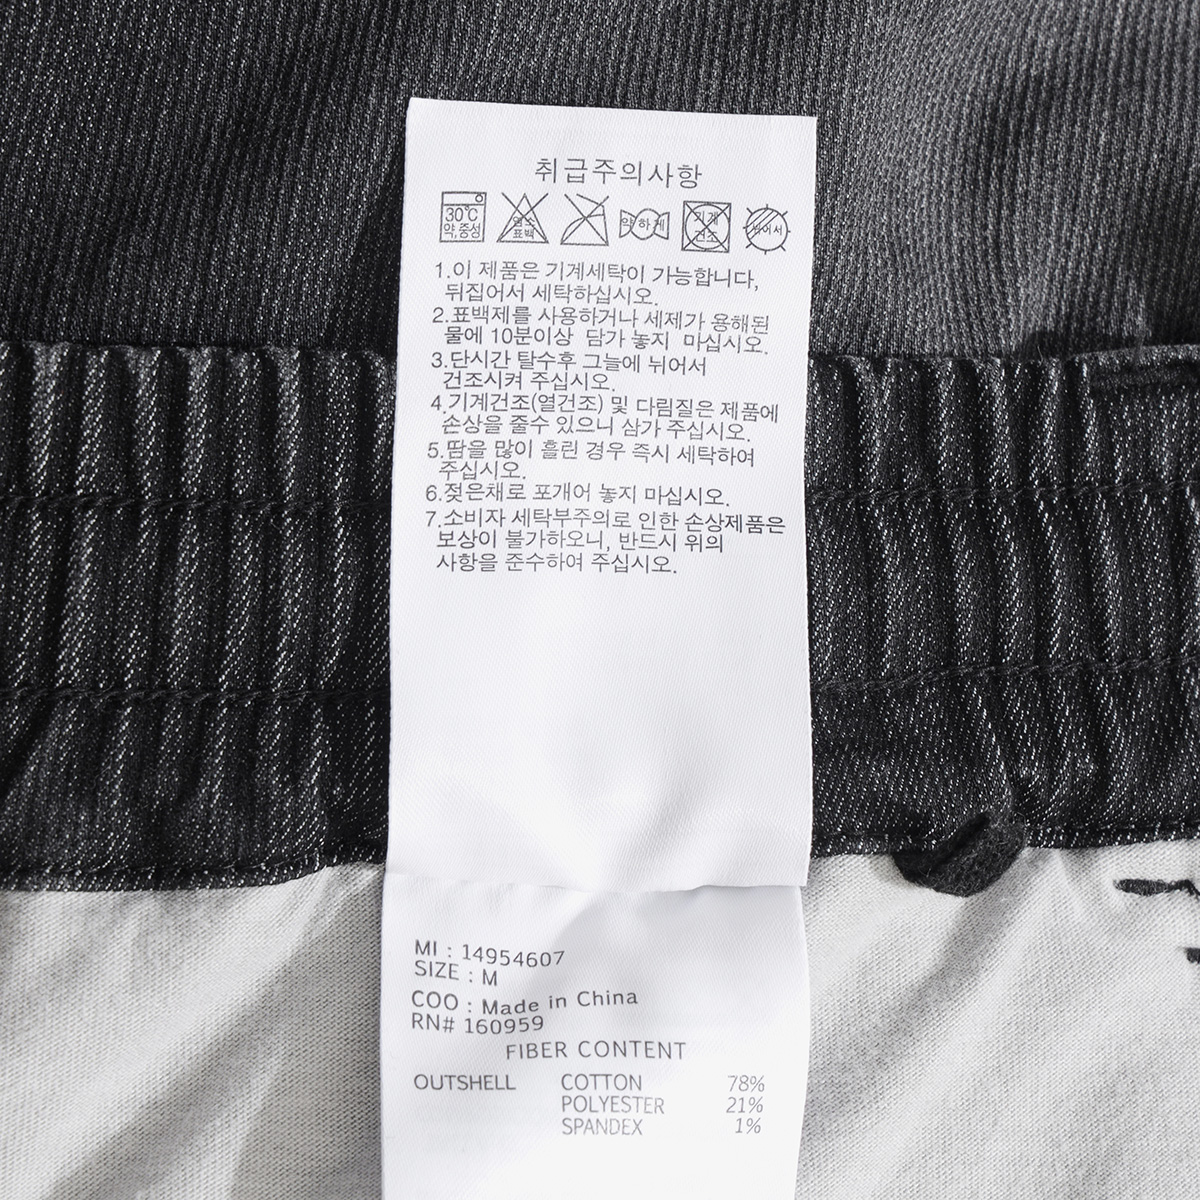 취급주의사항
30℃
약,중성
염소
표백
약 하 게
기계
건조
뉘어서
1.이 제품은 기계세탁이 가능합니다,
뒤집어서 세탁하십시오.
2.표백제를 사용하거나 세제가 용해된
물에 10분이상 담가 놓지 마십시오.
3.단시간 탈수후 그늘에 뉘어서
건조시켜 주십시오.
4.기계건조(열건조) 및 다림질은 제품에
손상을 줄수 있으니 삼가 주십시오.
5.땀을 많이 흘린 경우 즉시 세탁하여
주십시오.
6.젖은채로 포개어 놓지 마십시오.
7.소비자 세탁부주의로 인한 손상제품은
보상이 불가하오니, 반드시 위의
사항을 준수하여 주십시오.
MI : 14954607
SIZE : M
COO : Made in China
RN# 160959
FIBER CONTENT
OUTSHELL COTTON 78%
POLYESTER 21%
SPANDEX 1%